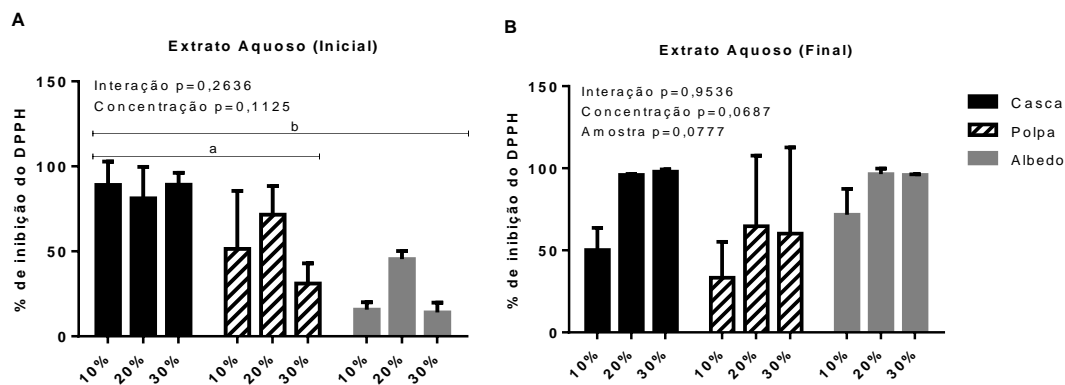 A
Extrato Aquoso (Inicial)
Interação p=0,2636
Concentração p=0,1125
b
a
% de inibição do DPPH
150
100
50
0
10% 20% 30% 10% 20% 30% 10% 20% 30%
B
Extrato Aquoso (Final)
Interação p=0,9536
Concentração p=0,0687
Amostra p=0,0777
% de inibição do DPPH
150
100
50
0
10% 20% 30% 10% 20% 30% 10% 20% 30%
Casca
Polpa
Albedo